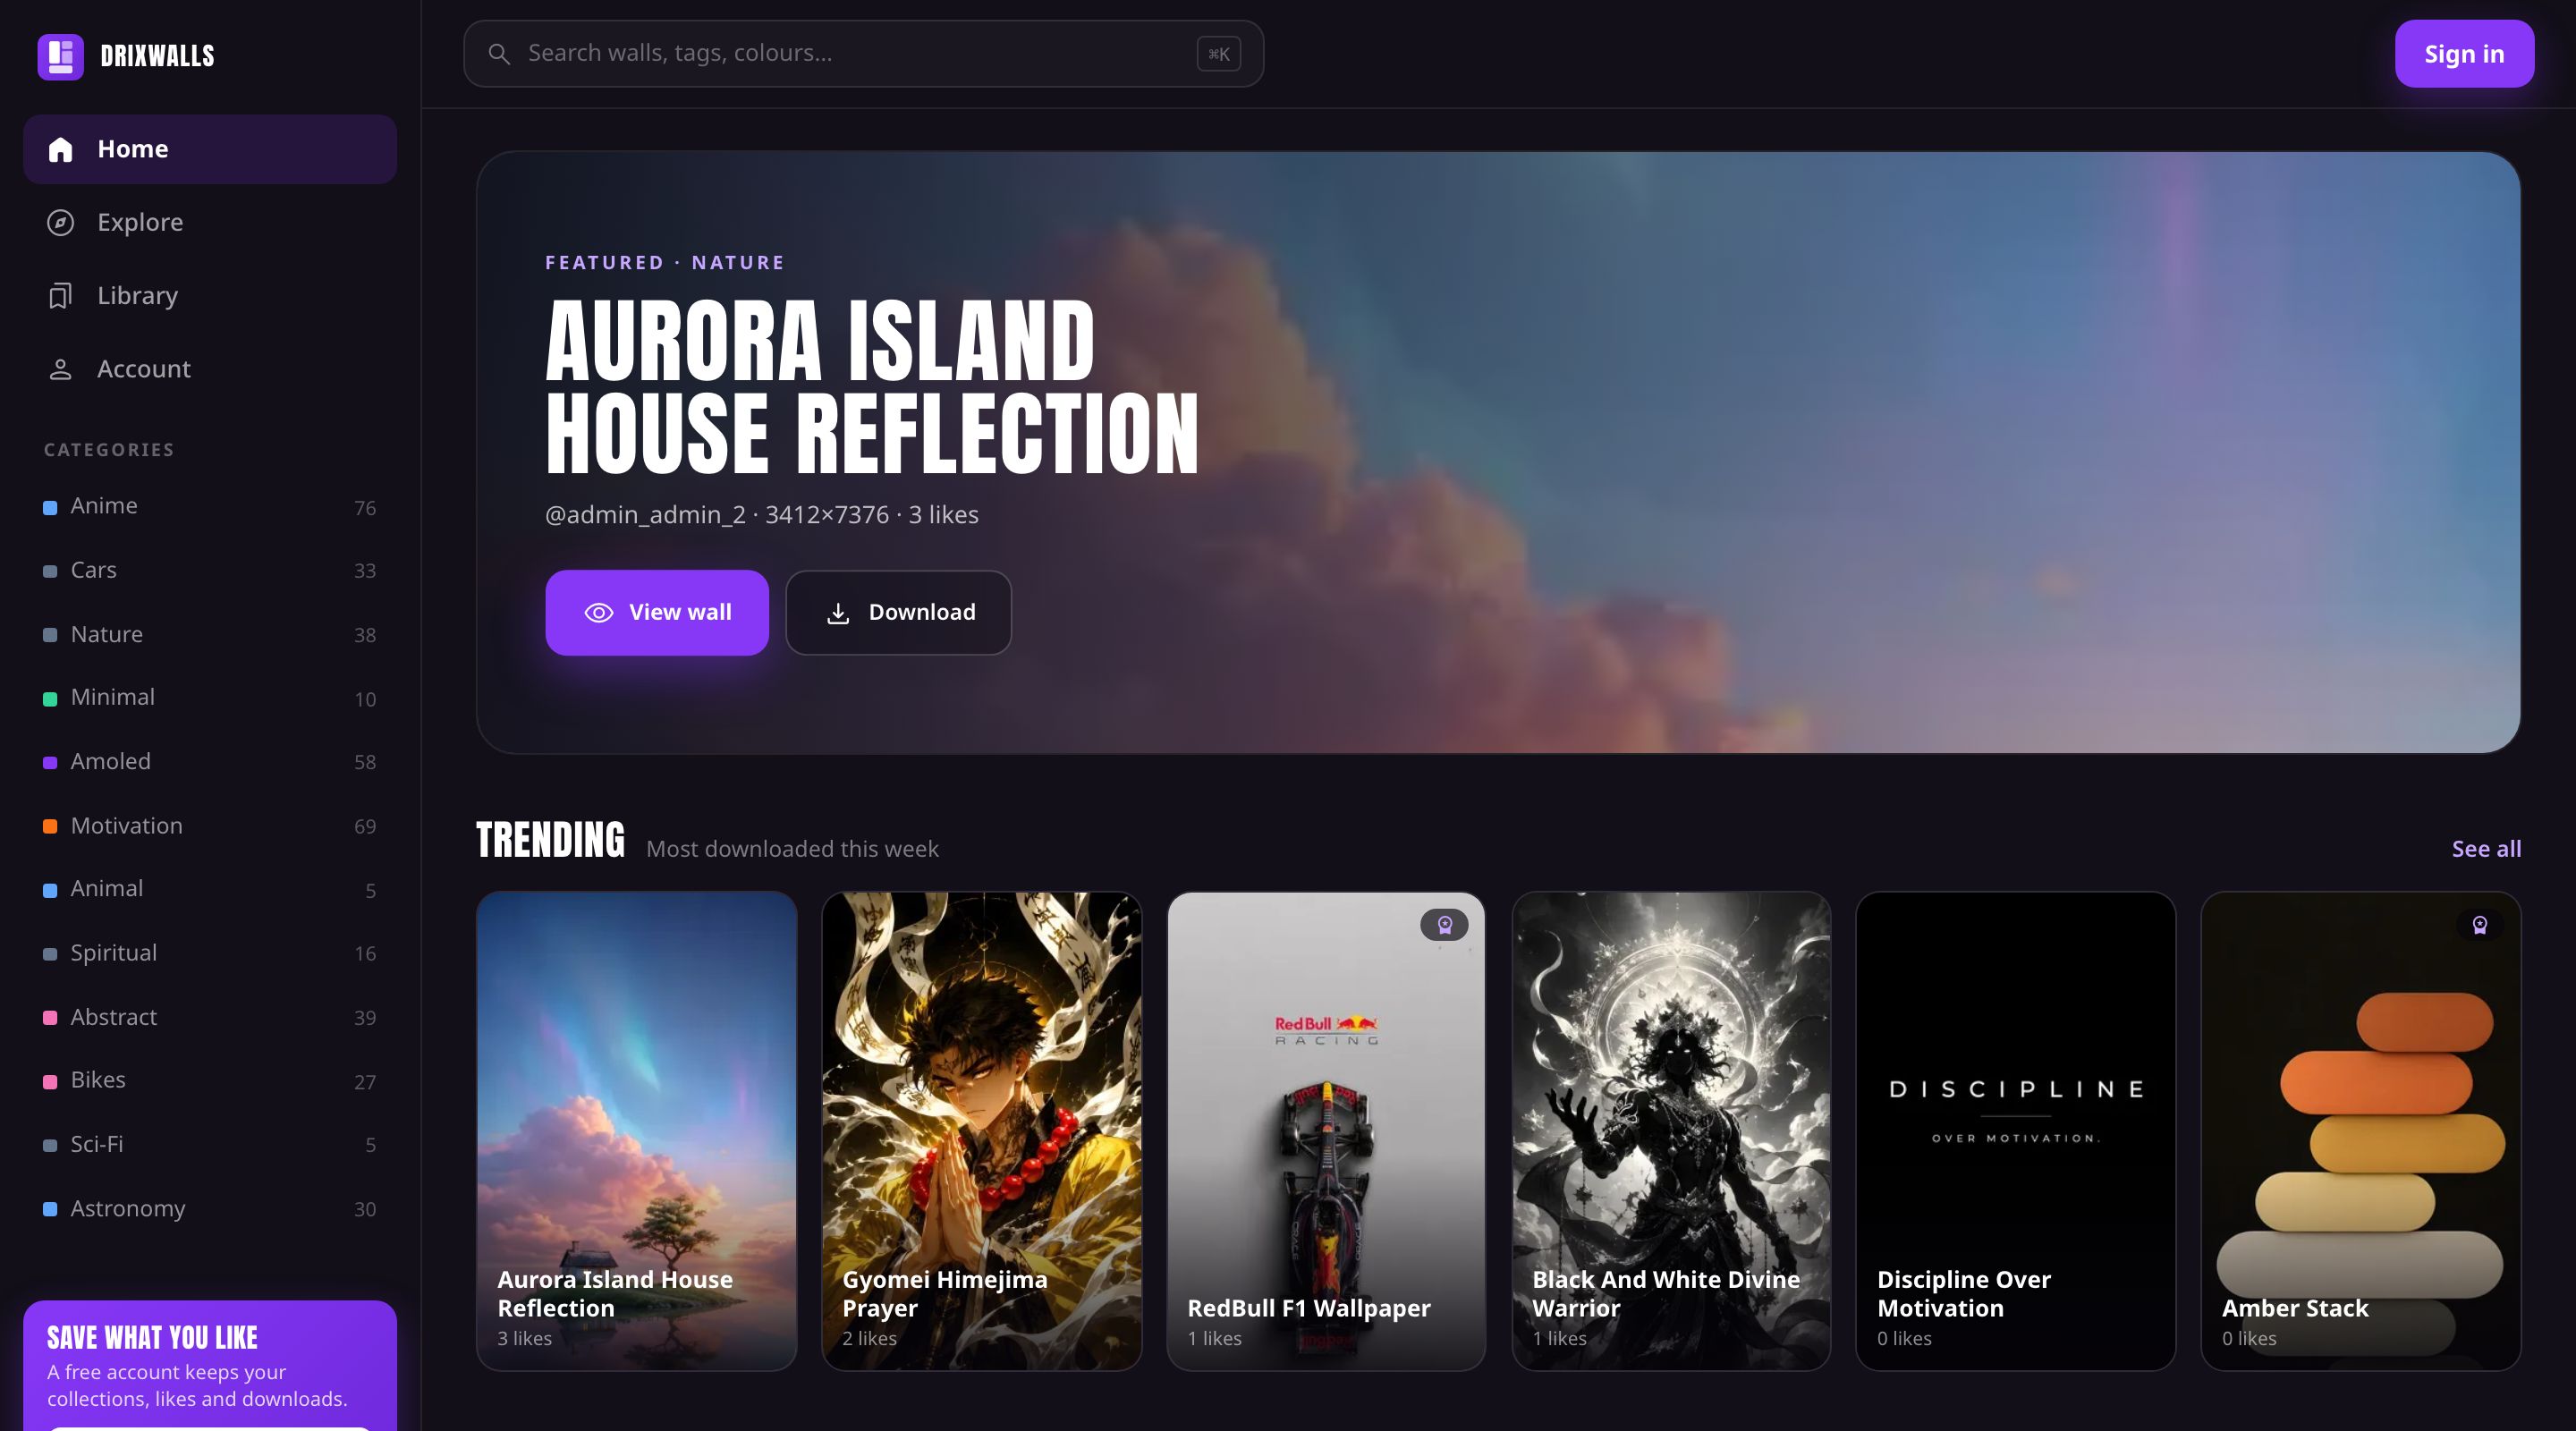 DRIXWALLS
Search walls, tags, colours...
⌘K
Sign in
Home
Explore
Library
Account
CATEGORIES
Anime 76
Cars 33
Nature 38
Minimal 10
Amoled 58
Motivation 69
Animal 5
Spiritual 16
Abstract 39
Bikes 27
Sci-Fi 5
Astronomy 30
SAVE WHAT YOU LIKE
A free account keeps your
collections, likes and downloads.
FEATURED · NATURE
AURORA ISLAND
HOUSE REFLECTION
@admin_admin_2 · 3412×7376 · 3 likes
View wall
Download
TRENDING Most downloaded this week
See all
Aurora Island House
Reflection
3 likes
Gyomei Himejima
Prayer
2 likes
Red Bull
RACING
RedBull F1 Wallpaper
1 likes
Black And White Divine
Warrior
1 likes
DISCIPLINE
OVER MOTIVATION.
Discipline Over
Motivation
0 likes
Amber Stack
0 likes